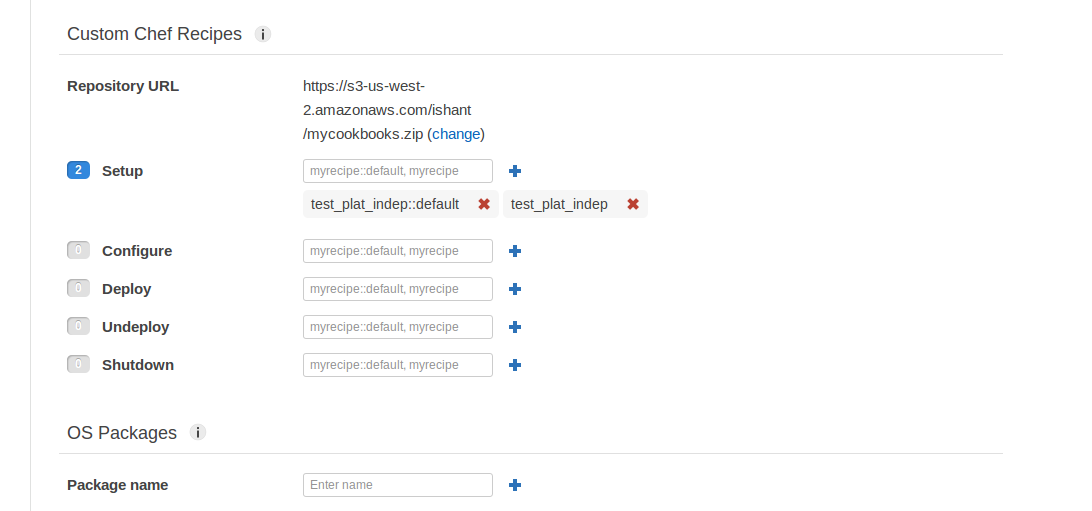 Custom Chef Recipes i
Repository URL
https://s3-us-west-
2.amazonaws.com/ishant
/mycookbooks.zip (change)
2 Setup myrecipe::default, myrecipe
test_plat_indep::default test_plat_indep
0 Configure myrecipe::default, myrecipe
0 Deploy myrecipe::default, myrecipe
0 Undeploy myrecipe::default, myrecipe
0 Shutdown myrecipe::default, myrecipe
OS Packages i
Package name Enter name